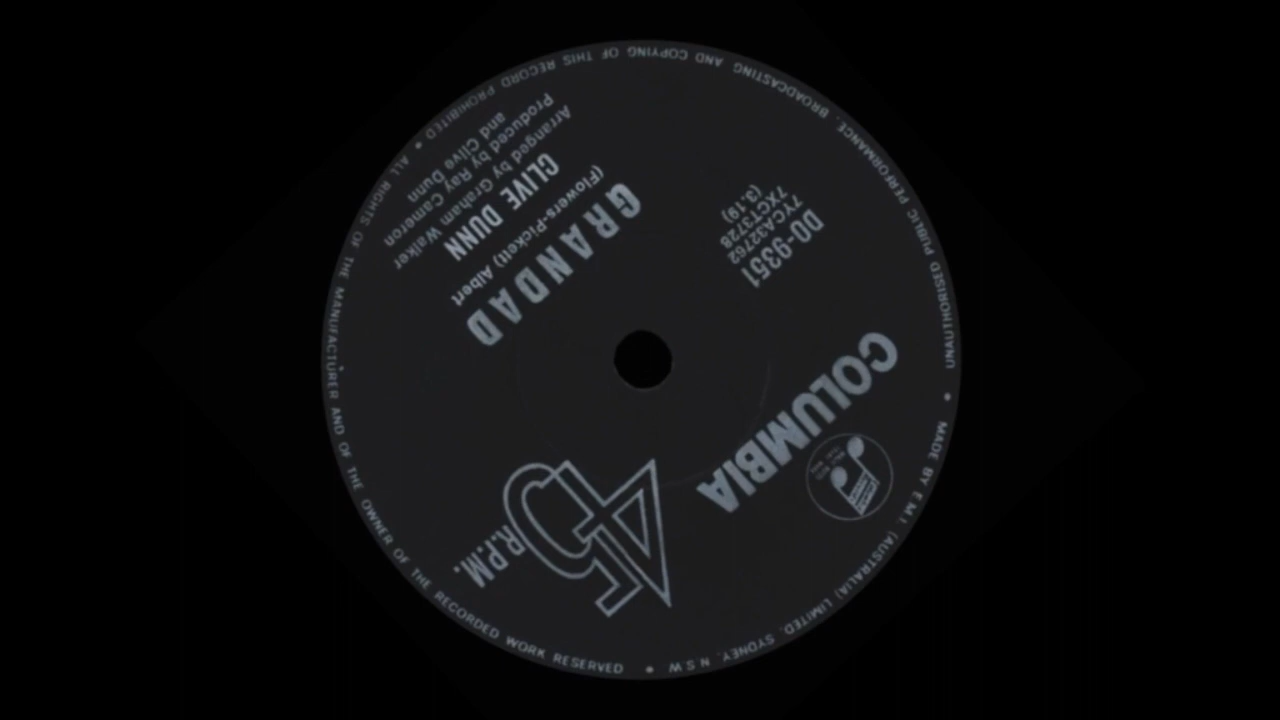 COLUMBIA
45
R.P.M.
DO-9351
7YCA32762
7XCT3728
(3.19)
GRANDAD
(Flowers-Pickett) Albert
CLIVE DUNN
Arranged by Graham Walker
Produced by Ray Cameron
and Clive Dunn
MADE BY E.M.I. (AUSTRALIA) LIMITED, SYDNEY, N.S.W. • ALL RIGHTS OF THE MANUFACTURER AND OF THE OWNER OF THE RECORDED WORK RESERVED • UNAUTHORISED PUBLIC PERFORMANCE, BROADCASTING AND COPYING OF THIS RECORD PROHIBITED •